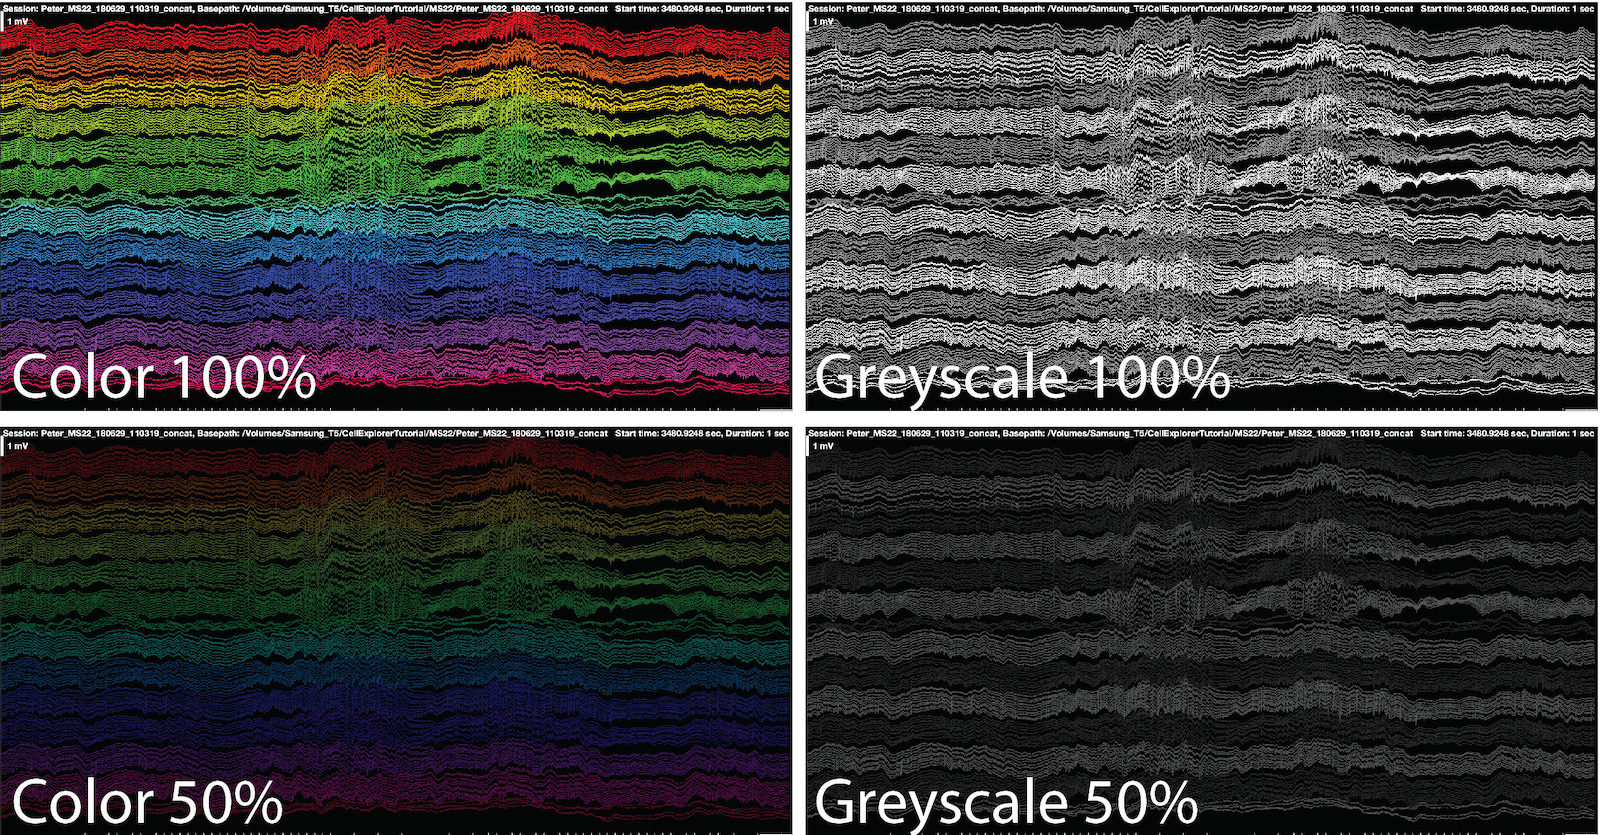 Session: Peter_MS22_180629_110319_concat, Basepath: /Volumes/Samsung_T5/CellExplorerTutorial/MS22/Peter_MS22_180629_110319_concat Start time: 3480.9248 sec, Duration: 1 sec
1 mV
Color 100%
Session: Peter_MS22_180629_110319_concat, Basepath: /Volumes/Samsung_T5/CellExplorerTutorial/MS22/Peter_MS22_180629_110319_concat Start time: 3480.9248 sec, Duration: 1 sec
1 mV
Greyscale 100%
Session: Peter_MS22_180629_110319_concat, Basepath: /Volumes/Samsung_T5/CellExplorerTutorial/MS22/Peter_MS22_180629_110319_concat Start time: 3480.9248 sec, Duration: 1 sec
1 mV
Color 50%
Session: Peter_MS22_180629_110319_concat, Basepath: /Volumes/Samsung_T5/CellExplorerTutorial/MS22/Peter_MS22_180629_110319_concat Start time: 3480.9248 sec, Duration: 1 sec
1 mV
Greyscale 50%